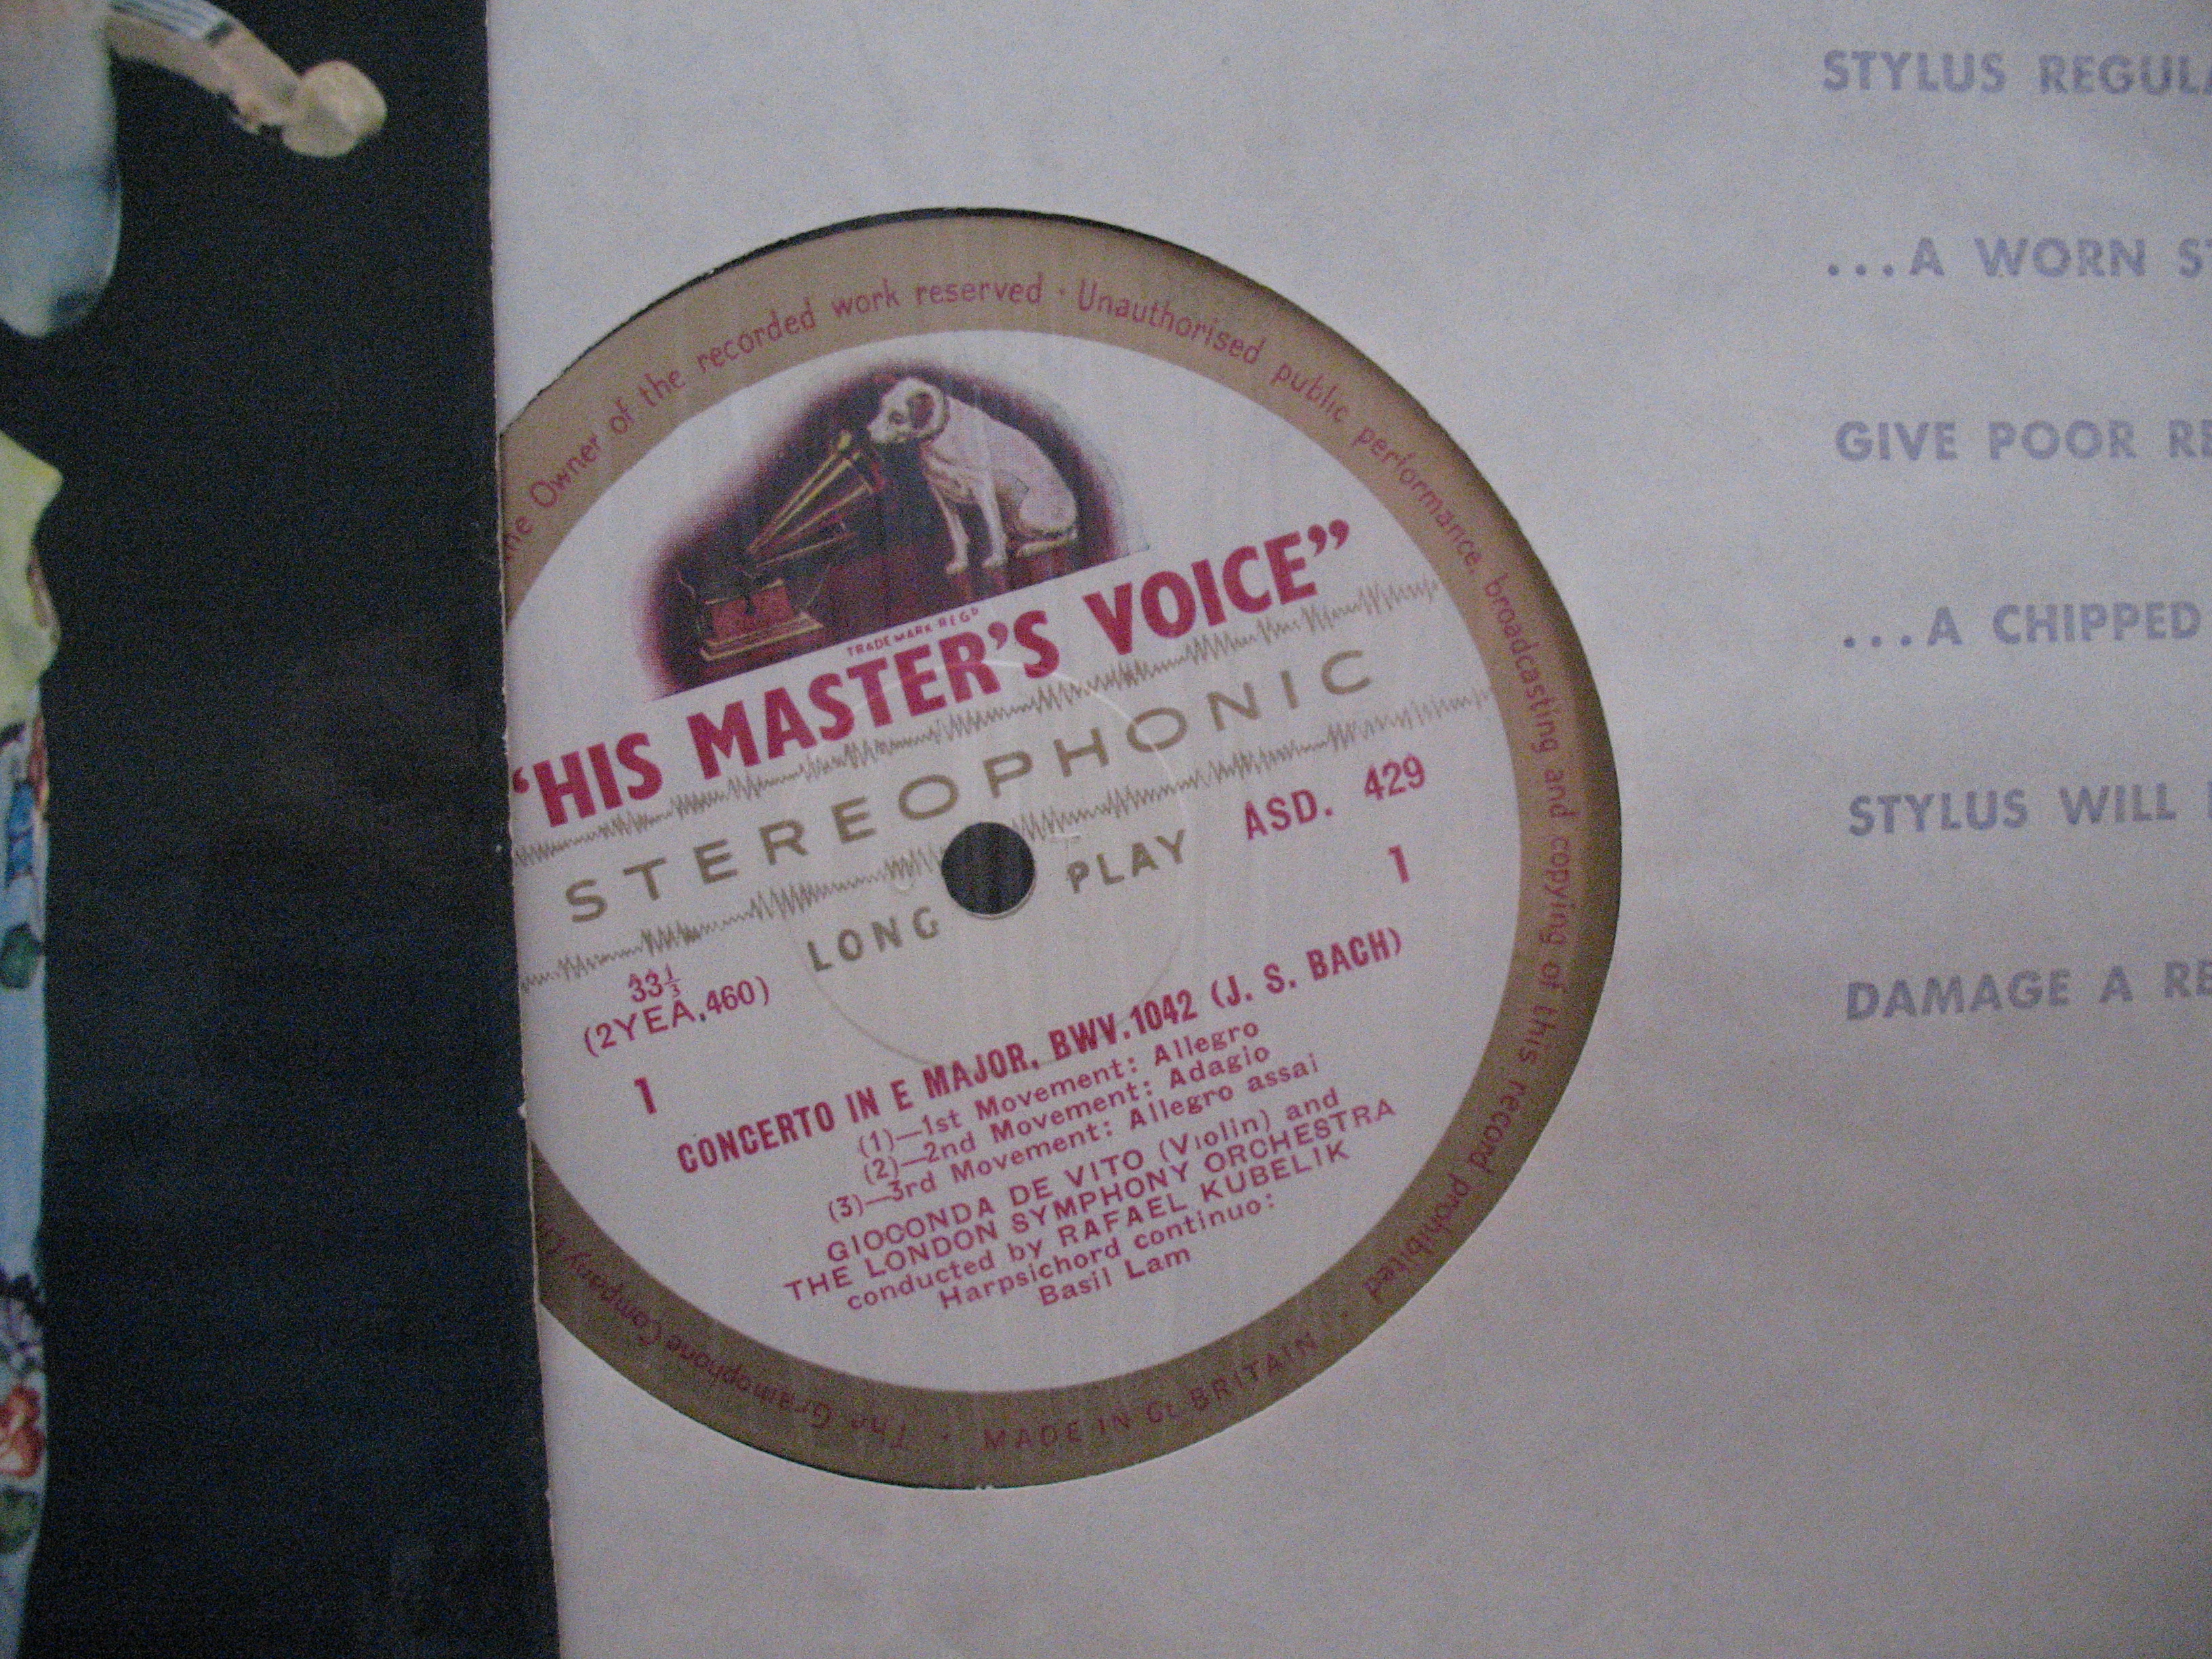 STYLUS
...A WORN
GIVE POOR
...A CHIPPED
STYLUS WILL
DAMAGE A
Owner of the recorded work reserved · Unauthorised public performance, broadcasting and copying of this record prohibited
· MADE IN GT. BRITAIN ·
The Gramophone Company
TRADE MARK REGD
"HIS MASTER'S VOICE"
STEREOPHONIC
LONG PLAY
ASD. 429
33⅓
(2YEA.460)
1
1
CONCERTO IN E MAJOR, BWV.1042 (J. S. BACH)
(1)—1st Movement: Allegro
(2)—2nd Movement: Adagio
(3)—3rd Movement: Allegro assai
GIOCONDA DE VITO (Violin) and
THE LONDON SYMPHONY ORCHESTRA
conducted by RAFAEL KUBELIK
Harpsichord continuo:
Basil Lam